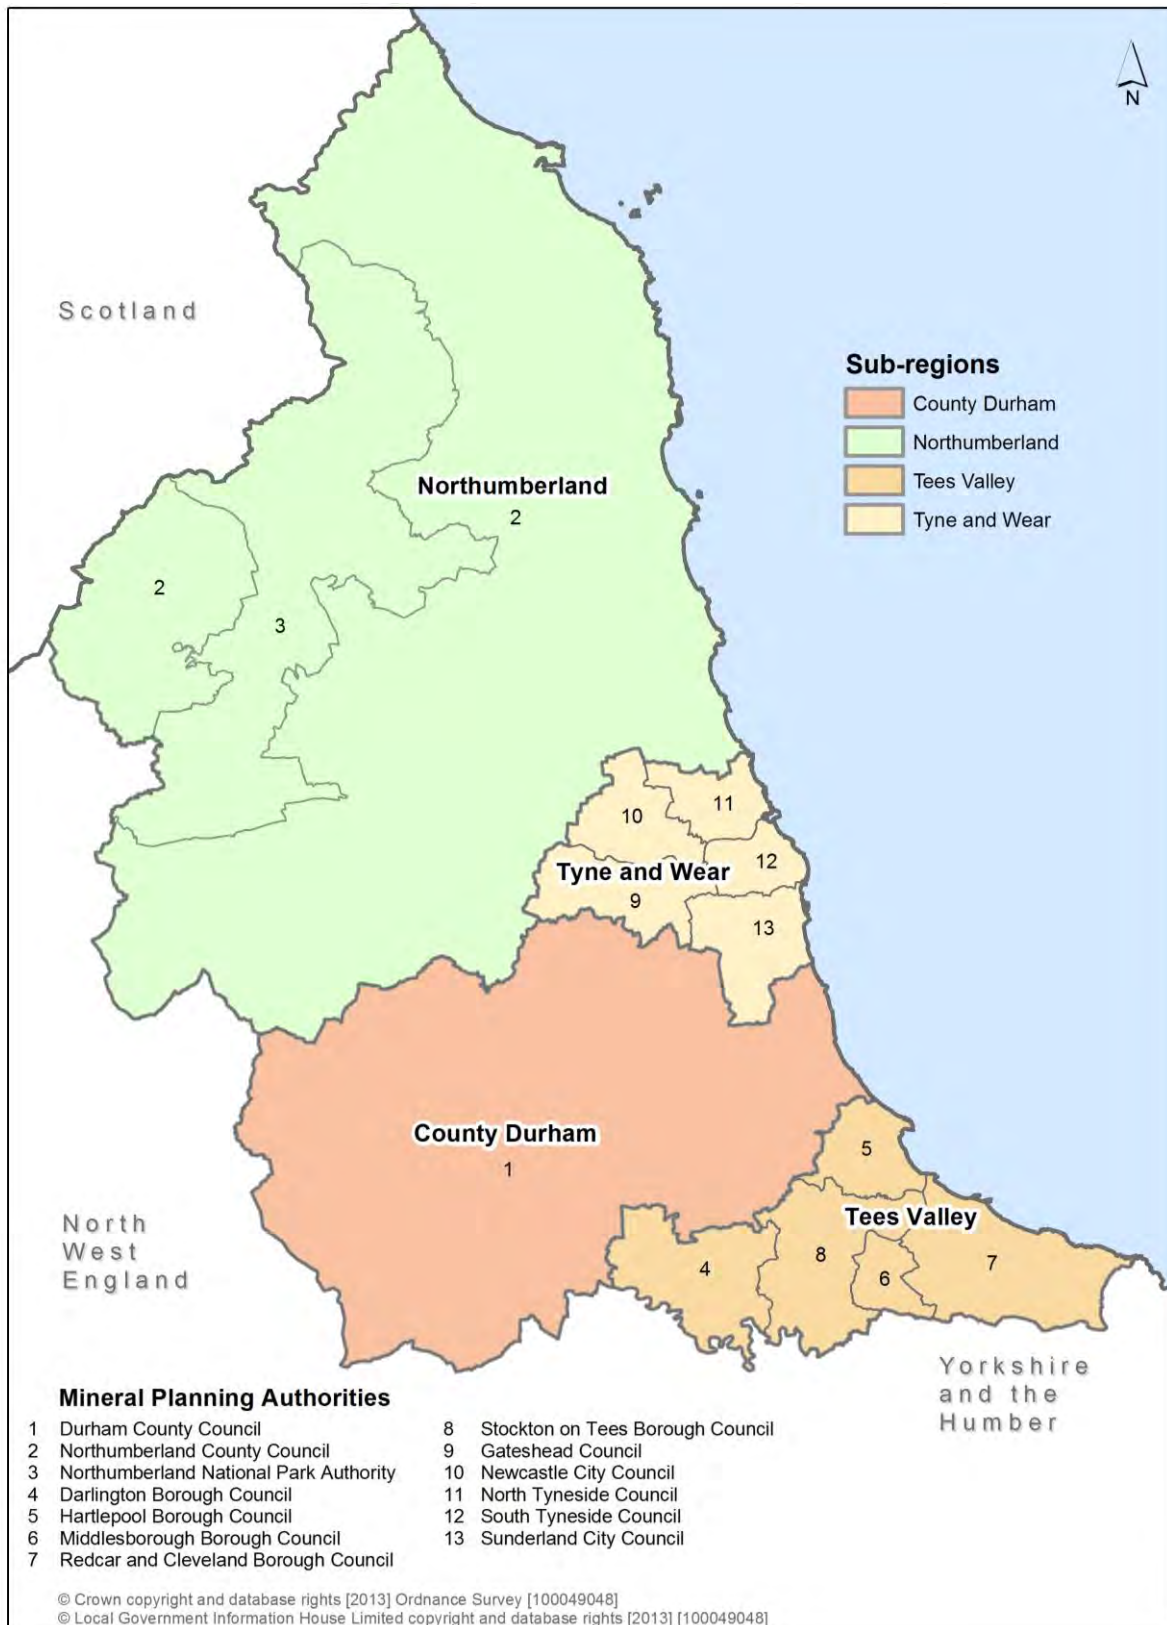 N
Scotland
Sub-regions
County Durham
Northumberland
Tees Valley
Tyne and Wear
Northumberland
2
2
3
10
11
12
Tyne and Wear
9
13
County Durham
1
5
North
West
England
Tees Valley
4
8
6
7
Yorkshire
and the
Humber
Mineral Planning Authorities
1 Durham County Council
2 Northumberland County Council
3 Northumberland National Park Authority
4 Darlington Borough Council
5 Hartlepool Borough Council
6 Middlesborough Borough Council
7 Redcar and Cleveland Borough Council
8 Stockton on Tees Borough Council
9 Gateshead Council
10 Newcastle City Council
11 North Tyneside Council
12 South Tyneside Council
13 Sunderland City Council
© Crown copyright and database rights [2013] Ordnance Survey [100049048]
© Local Government Information House Limited copyright and database rights [2013] [100049048]